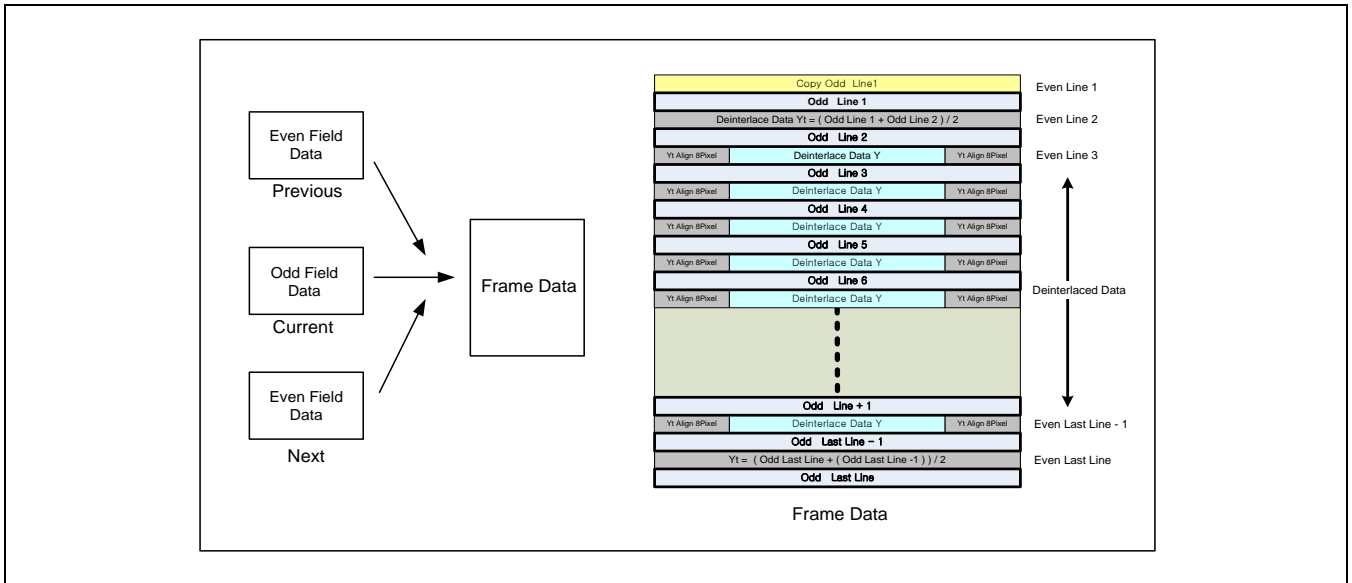 Even Field
Data
Previous
Odd Field
Data
Current
Even Field
Data
Next
Frame Data
Copy Odd Line1
Even Line 1
Odd Line 1
Deinterlace Data Yt = ( Odd Line 1 + Odd Line 2 ) / 2
Even Line 2
Odd Line 2
Yt Align 8Pixel Deinterlace Data Y Yt Align 8Pixel
Even Line 3
Odd Line 3
Yt Align 8Pixel Deinterlace Data Y Yt Align 8Pixel
Odd Line 4
Yt Align 8Pixel Deinterlace Data Y Yt Align 8Pixel
Odd Line 5
Yt Align 8Pixel Deinterlace Data Y Yt Align 8Pixel
Odd Line 6
Yt Align 8Pixel Deinterlace Data Y Yt Align 8Pixel
Deinterlaced Data
Odd Line + 1
Yt Align 8Pixel Deinterlace Data Y Yt Align 8Pixel
Even Last Line - 1
Odd Last Line − 1
Yt = ( Odd Last Line + ( Odd Last Line -1 ) ) / 2
Even Last Line
Odd Last Line
Frame Data